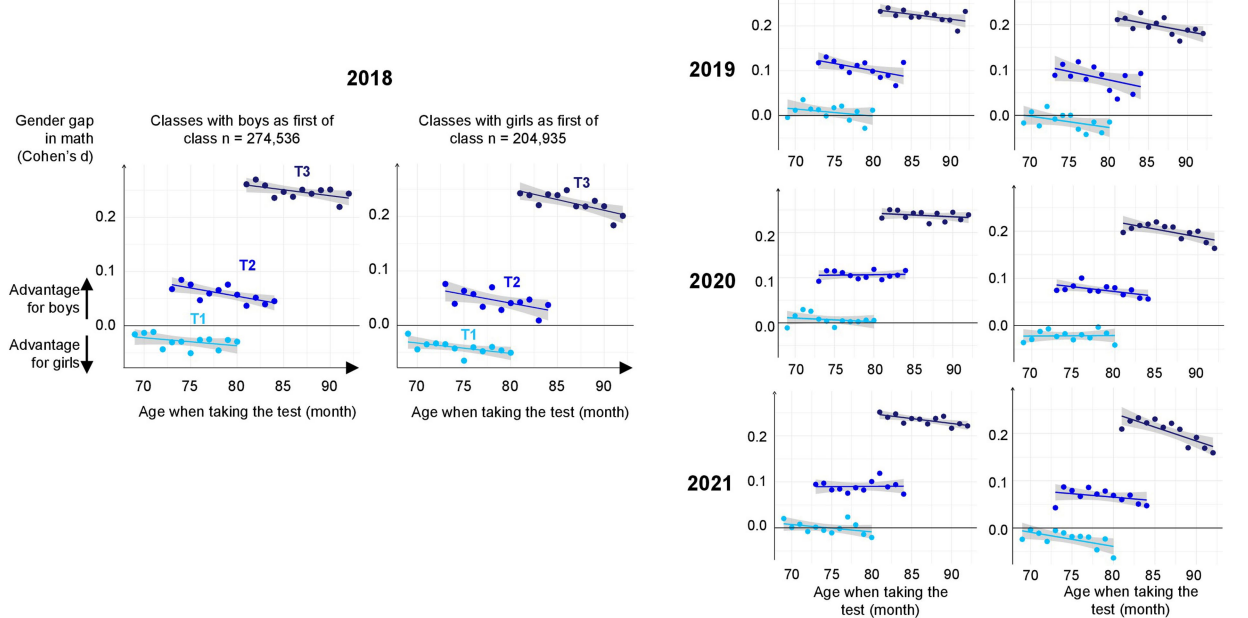 2018
Gender gap
in math
(Cohen's d)
Classes with boys as first of
class n = 274,536
Classes with girls as first of
class n = 204,935
T3
T2
T1
0.2
0.1
0.0
Advantage
for boys
Advantage
for girls
70 75 80 85 90
Age when taking the test (month)
T3
T2
T1
0.2
0.1
0.0
70 75 80 85 90
Age when taking the test (month)
2019
0.2
0.1
0.0
70 75 80 85 90
0.2
0.1
0.0
70 75 80 85 90
2020
0.2
0.1
0.0
70 75 80 85 90
0.2
0.1
0.0
70 75 80 85 90
2021
0.2
0.1
0.0
70 75 80 85 90
Age when taking the
test (month)
0.2
0.1
0.0
70 75 80 85 90
Age when taking the
test (month)